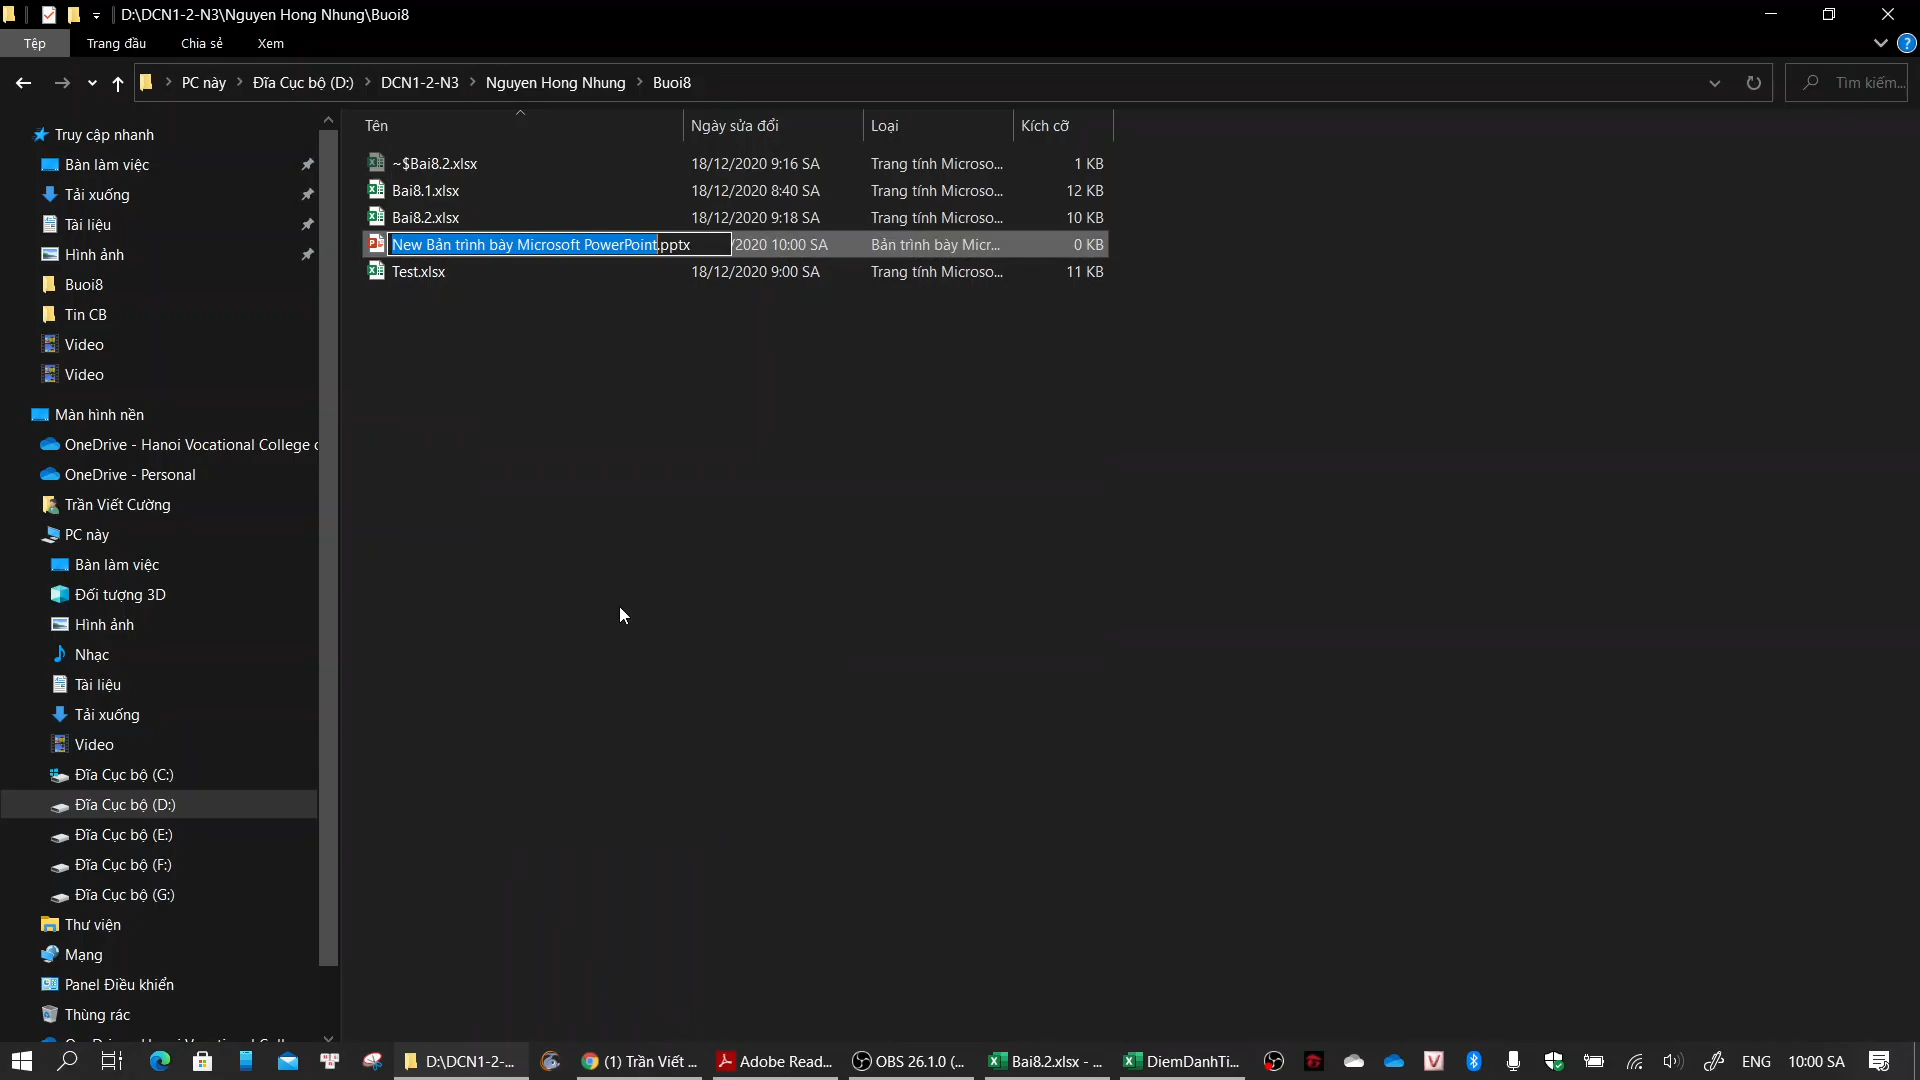 D:\DCN1-2-N3\Nguyen Hong Nhung\Buoi8
Tệp Trang đầu Chia sẻ Xem
PC này Đĩa Cục bộ (D:) DCN1-2-N3 Nguyen Hong Nhung Buoi8 Tìm kiếm...
Tên Ngày sửa đổi Loại Kích cỡ
~$Bai8.2.xlsx 18/12/2020 9:16 SA Trang tính Microso... 1 KB
Bai8.1.xlsx 18/12/2020 8:40 SA Trang tính Microso... 12 KB
Bai8.2.xlsx 18/12/2020 9:18 SA Trang tính Microso... 10 KB
New Bản trình bày Microsoft PowerPoint.pptx /2020 10:00 SA Bản trình bày Micr... 0 KB
Test.xlsx 18/12/2020 9:00 SA Trang tính Microso... 11 KB
Truy cập nhanh
Bàn làm việc
Tải xuống
Tài liệu
Hình ảnh
Buoi8
Tin CB
Video
Video
Màn hình nền
OneDrive - Hanoi Vocational College
OneDrive - Personal
Trần Viết Cường
PC này
Bàn làm việc
Đối tượng 3D
Hình ảnh
Nhạc
Tài liệu
Tải xuống
Video
Đĩa Cục bộ (C:)
Đĩa Cục bộ (D:)
Đĩa Cục bộ (E:)
Đĩa Cục bộ (F:)
Đĩa Cục bộ (G:)
Thư viện
Mạng
Panel Điều khiển
Thùng rác
D:\DCN1-2-... (1) Trần Viết ... Adobe Read... OBS 26.1.0 (... Bai8.2.xlsx - ... DiemDanhTi... ENG 10:00 SA